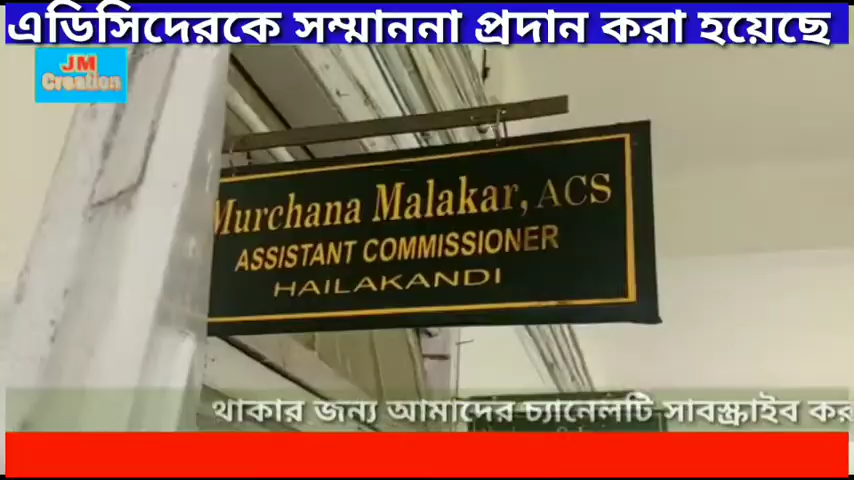 এডিসিদেরকে সম্মাননা প্রদান করা হয়েছে
JM
Creation
Murchana Malakar, ACS
ASSISTANT COMMISSIONER
HAILAKANDI
থাকার জন্য আমাদের চ্যানেলটি সাবস্ক্রাইব কর